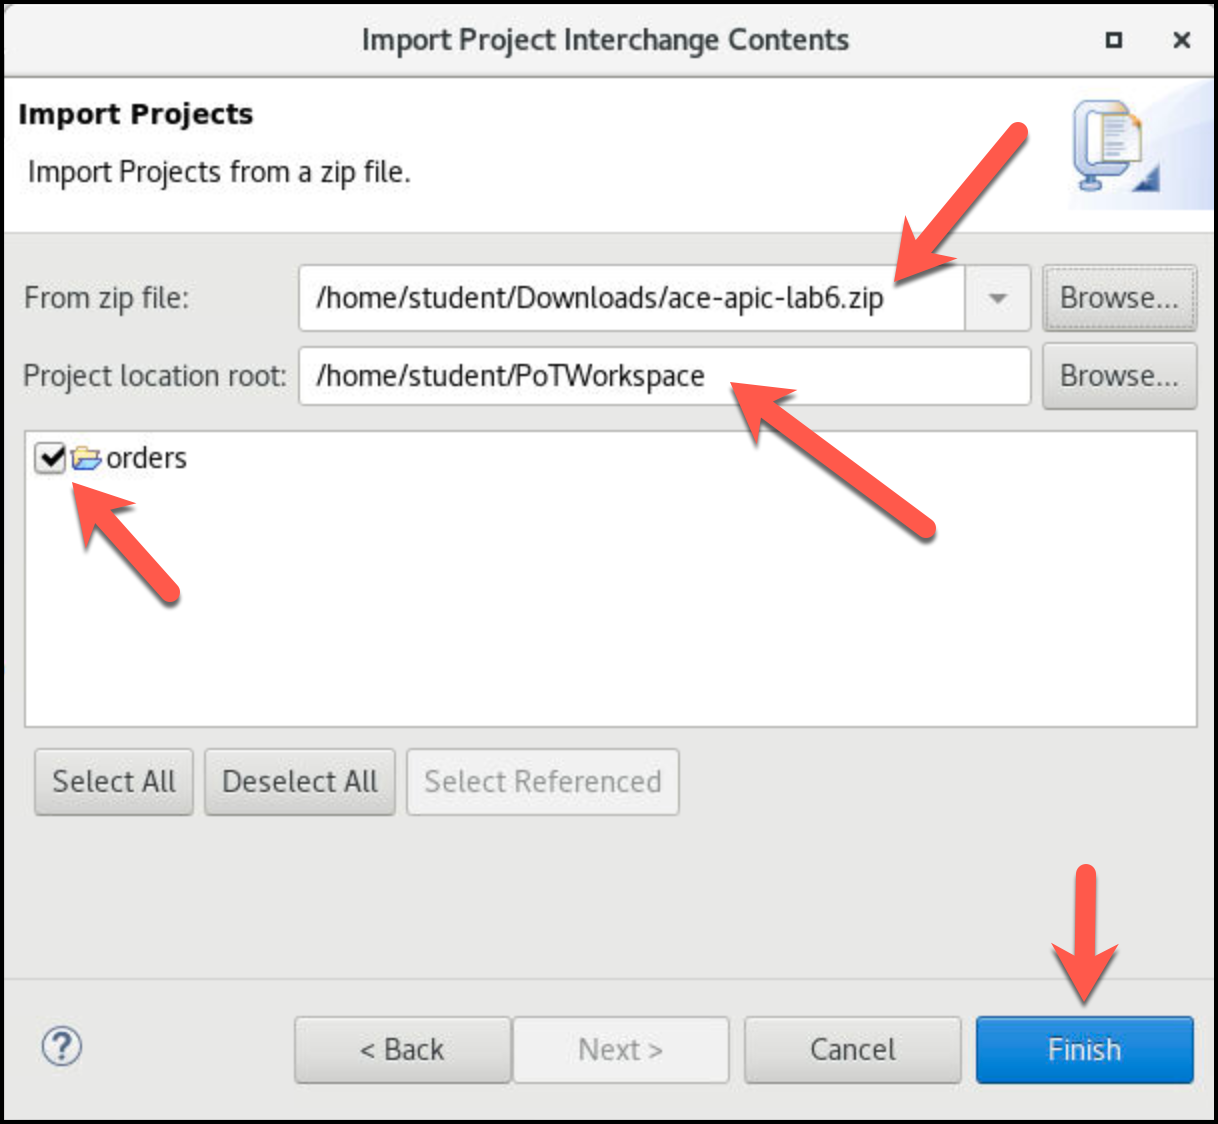 Import Project Interchange Contents
Import Projects
Import Projects from a zip file.
From zip file: /home/student/Downloads/ace-apic-lab6.zip Browse...
Project location root: /home/student/PoTWorkspace Browse...
orders
Select All Deselect All Select Referenced
? < Back Next > Cancel Finish